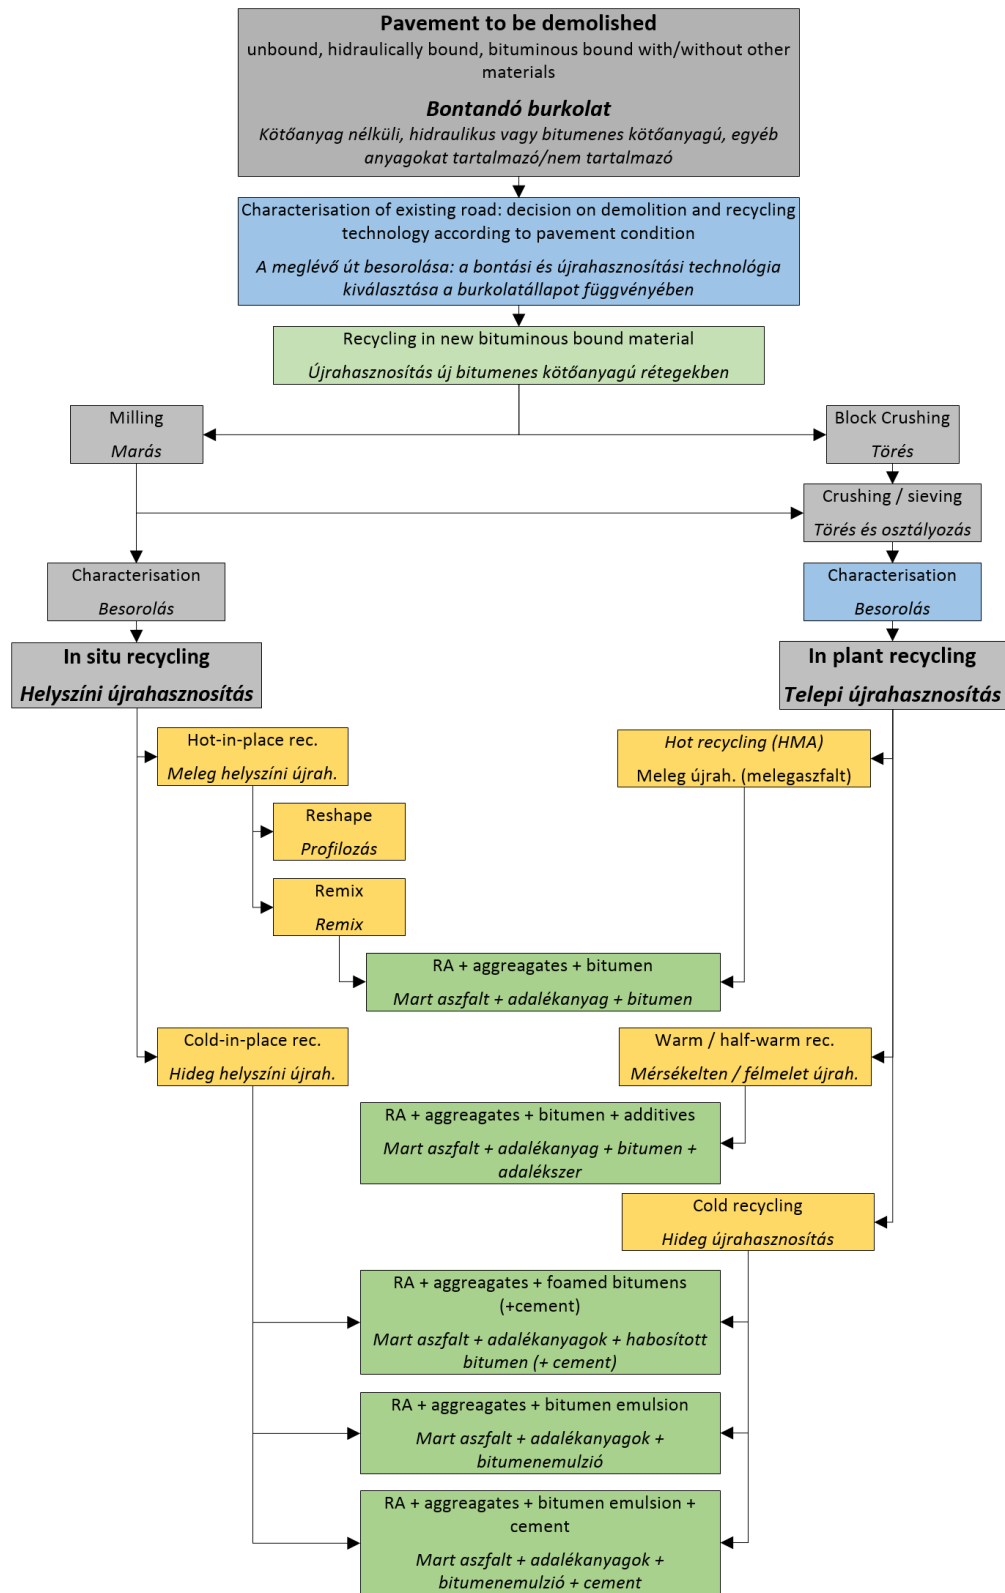 Pavement to be demolished
unbound, hidraulically bound, bituminous bound with/without other
materials
Bontandó burkolat
Kötőanyag nélküli, hidraulikus vagy bitumenes kötőanyagú, egyéb
anyagokat tartalmazó/nem tartalmazó
Characterisation of existing road: decision on demolition and recycling
technology according to pavement condition
A meglévő út besorolása: a bontási és újrahasznosítási technológia
kiválasztása a burkolatállapot függvényében
Recycling in new bituminous bound material
Újrahasznosítás új bitumenes kötőanyagú rétegekben
Milling
Marás
Block Crushing
Törés
Crushing / sieving
Törés és osztályozás
Characterisation
Besorolás
Characterisation
Besorolás
In situ recycling
Helyszíni újrahasznosítás
In plant recycling
Telepi újrahasznosítás
Hot-in-place rec.
Meleg helyszíni újrah.
Hot recycling (HMA)
Meleg újrah. (melegaszfalt)
Reshape
Profilozás
Remix
Remix
RA + aggreagates + bitumen
Mart aszfalt + adalékanyag + bitumen
Cold-in-place rec.
Hideg helyszíni újrah.
Warm / half-warm rec.
Mérsékelten / félmelet újrah.
RA + aggreagates + bitumen + additives
Mart aszfalt + adalékanyag + bitumen +
adalékszer
Cold recycling
Hideg újrahasznosítás
RA + aggreagates + foamed bitumens
(+cement)
Mart aszfalt + adalékanyagok + habosított
bitumen (+ cement)
RA + aggreagates + bitumen emulsion
Mart aszfalt + adalékanyagok +
bitumenemulzió
RA + aggreagates + bitumen emulsion +
cement
Mart aszfalt + adalékanyagok +
bitumenemulzió + cement